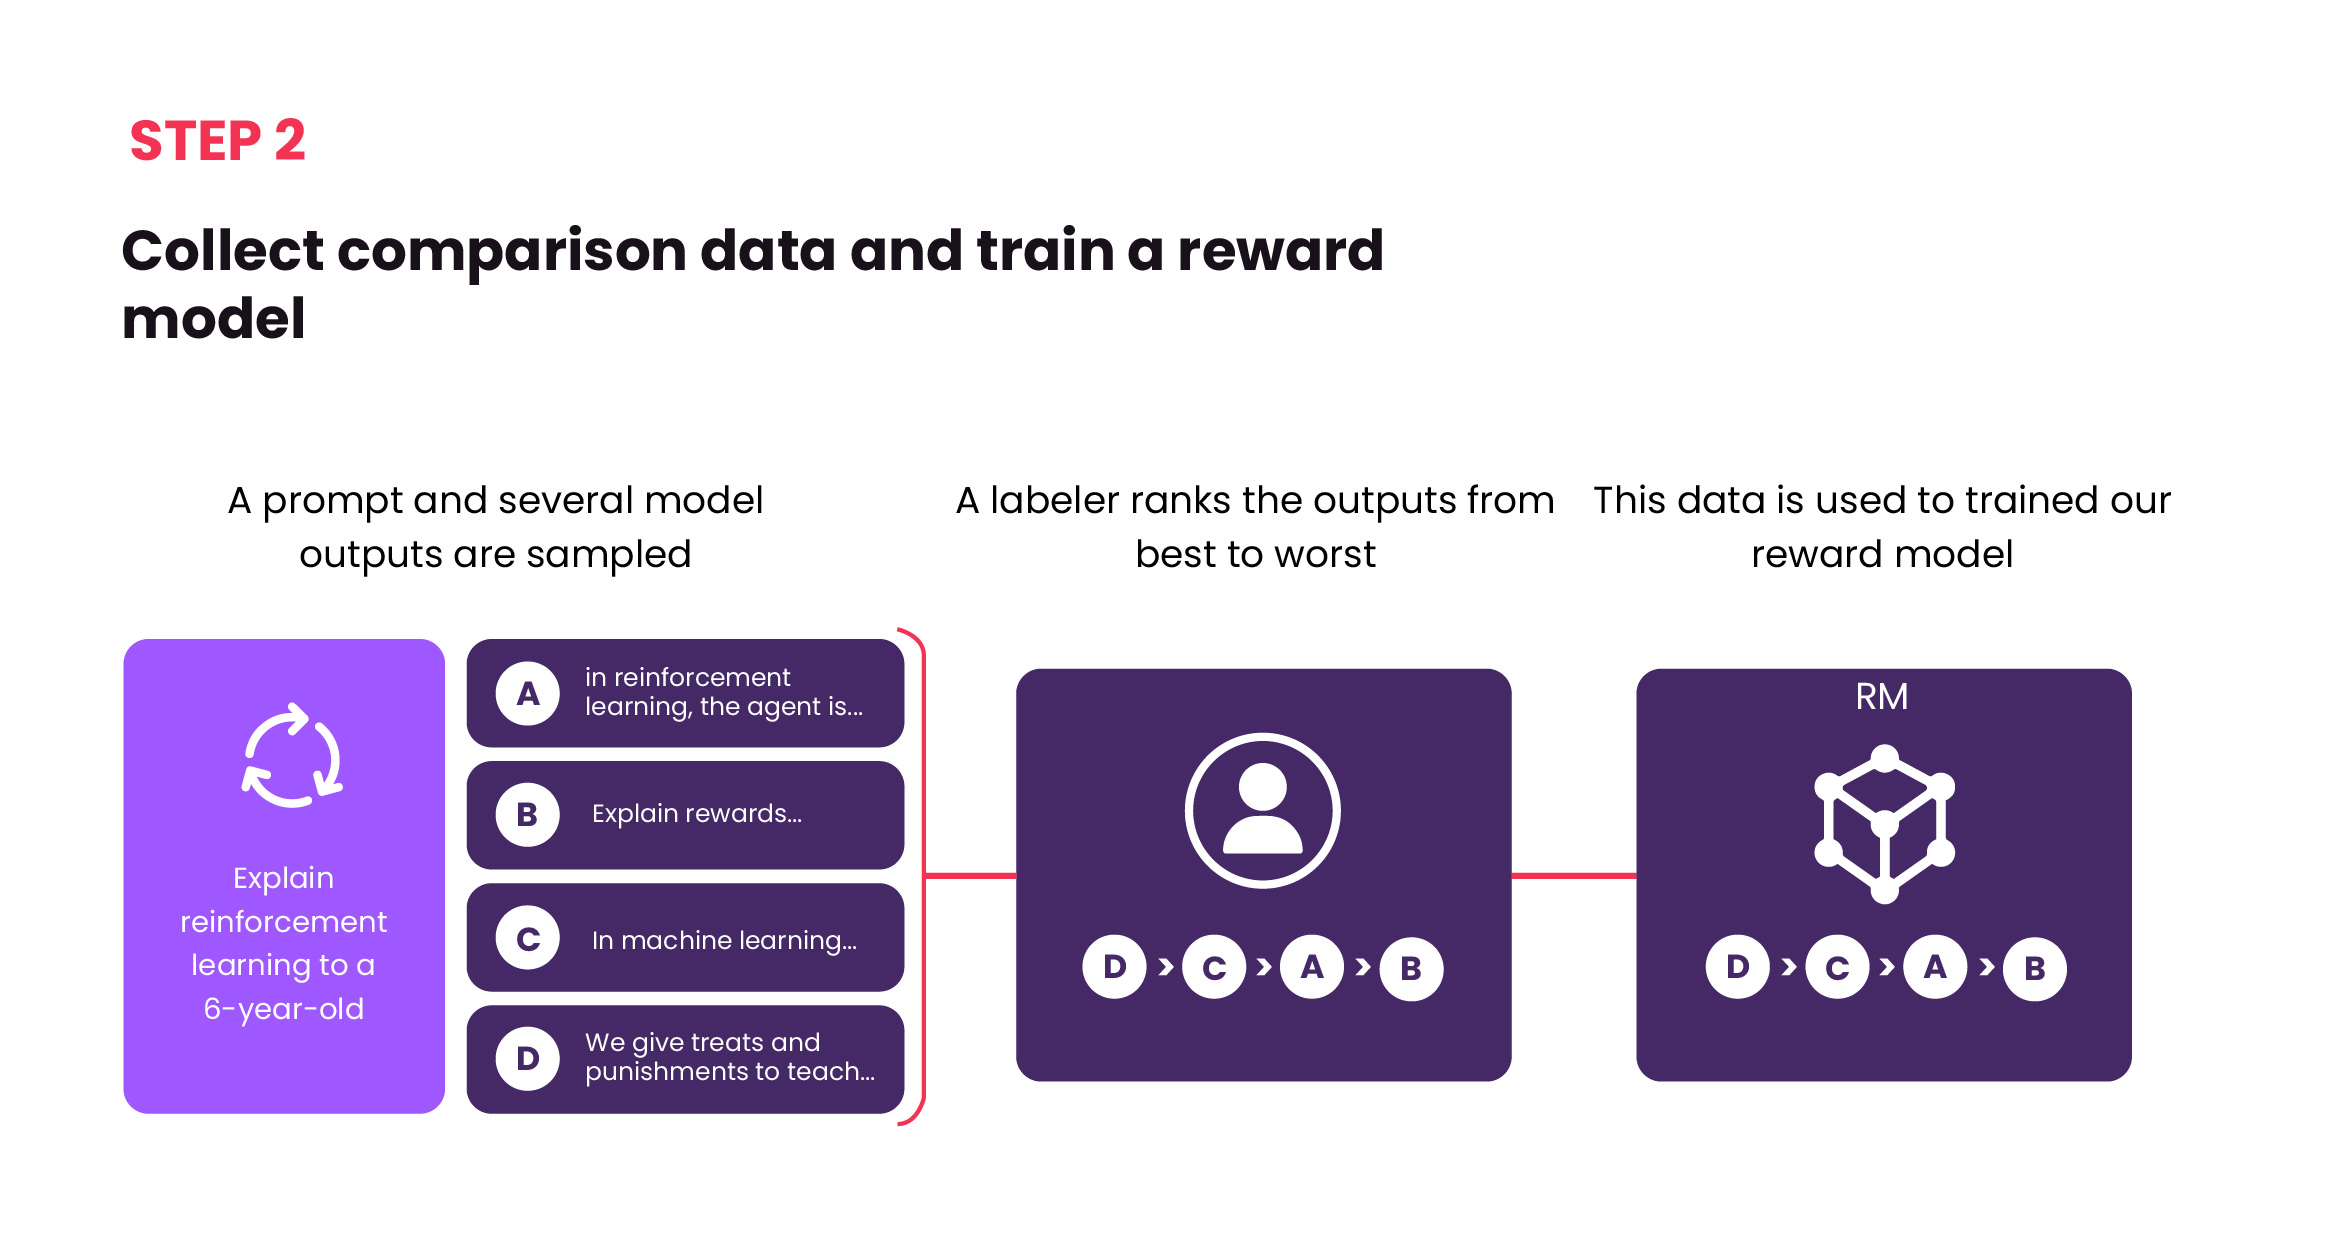 STEP 2
Collect comparison data and train a reward
model
A prompt and several model
outputs are sampled
A labeler ranks the outputs from
best to worst
This data is used to trained our
reward model
Explain
reinforcement
learning to a
6-year-old
A
in reinforcement
learning, the agent is...
B
Explain rewards...
C
In machine learning...
D
We give treats and
punishments to teach...
D > C > A > B
RM
D > C > A > B